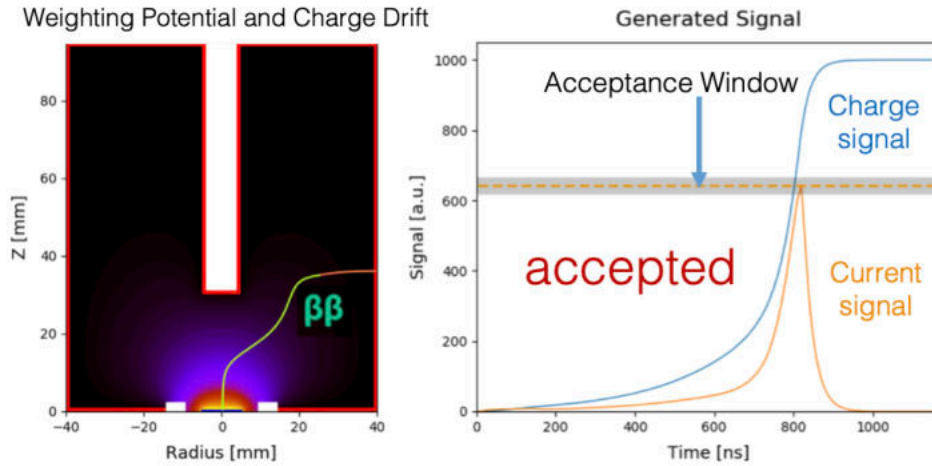 Weighting Potential and Charge Drift
Z [mm]
80
60
40
20
0
ββ
−40
−20
0
20
40
Radius [mm]
Generated Signal
Signal [a.u.]
1000
800
600
400
200
0
Acceptance Window
Charge
signal
accepted
Current
signal
0
200
400
600
800
1000
Time [ns]